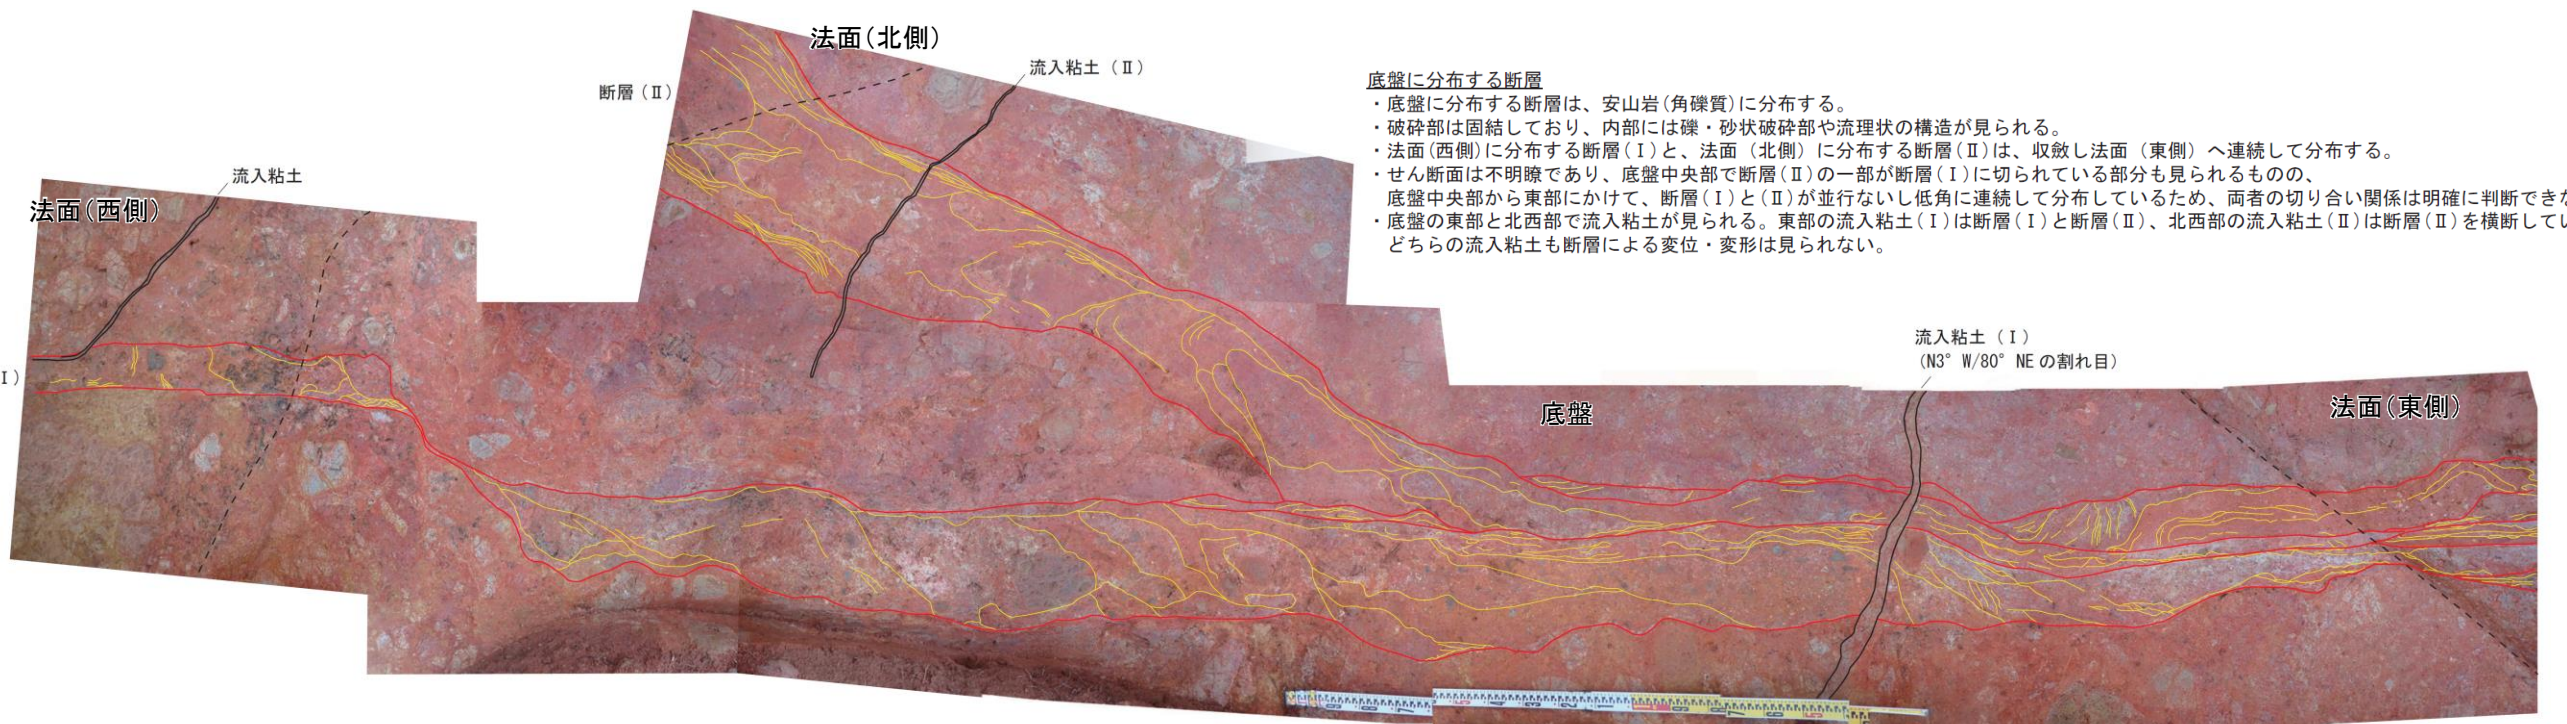 法面(北側)
流入粘土(Ⅱ)
断層(Ⅱ)
底盤に分布する断層
・底盤に分布する断層は、安山岩(角礫質)に分布する。
・破砕部は固結しており、内部には礫・砂状破砕部や流理状の構造が見られる。
・法面(西側)に分布する断層(Ⅰ)と、法面(北側)に分布する断層(Ⅱ)は、収斂し法面(東側)へ連続して分布する。
・せん断面は不明瞭であり、底盤中央部で断層(Ⅱ)の一部が断層(Ⅰ)に切られている部分も見られるものの、
底盤中央部から東部にかけて、断層(Ⅰ)と(Ⅱ)が並行ないし低角に連続して分布しているため、両者の切り合い関係は明確に判断できな
・底盤の東部と北西部で流入粘土が見られる。東部の流入粘土(Ⅰ)は断層(Ⅰ)と断層(Ⅱ)、北西部の流入粘土(Ⅱ)は断層(Ⅱ)を横断してい
どちらの流入粘土も断層による変位・変形は見られない。
流入粘土
法面(西側)
Ⅰ)
流入粘土(Ⅰ)
(N3°W/80°NEの割れ目)
底盤
法面(東側)